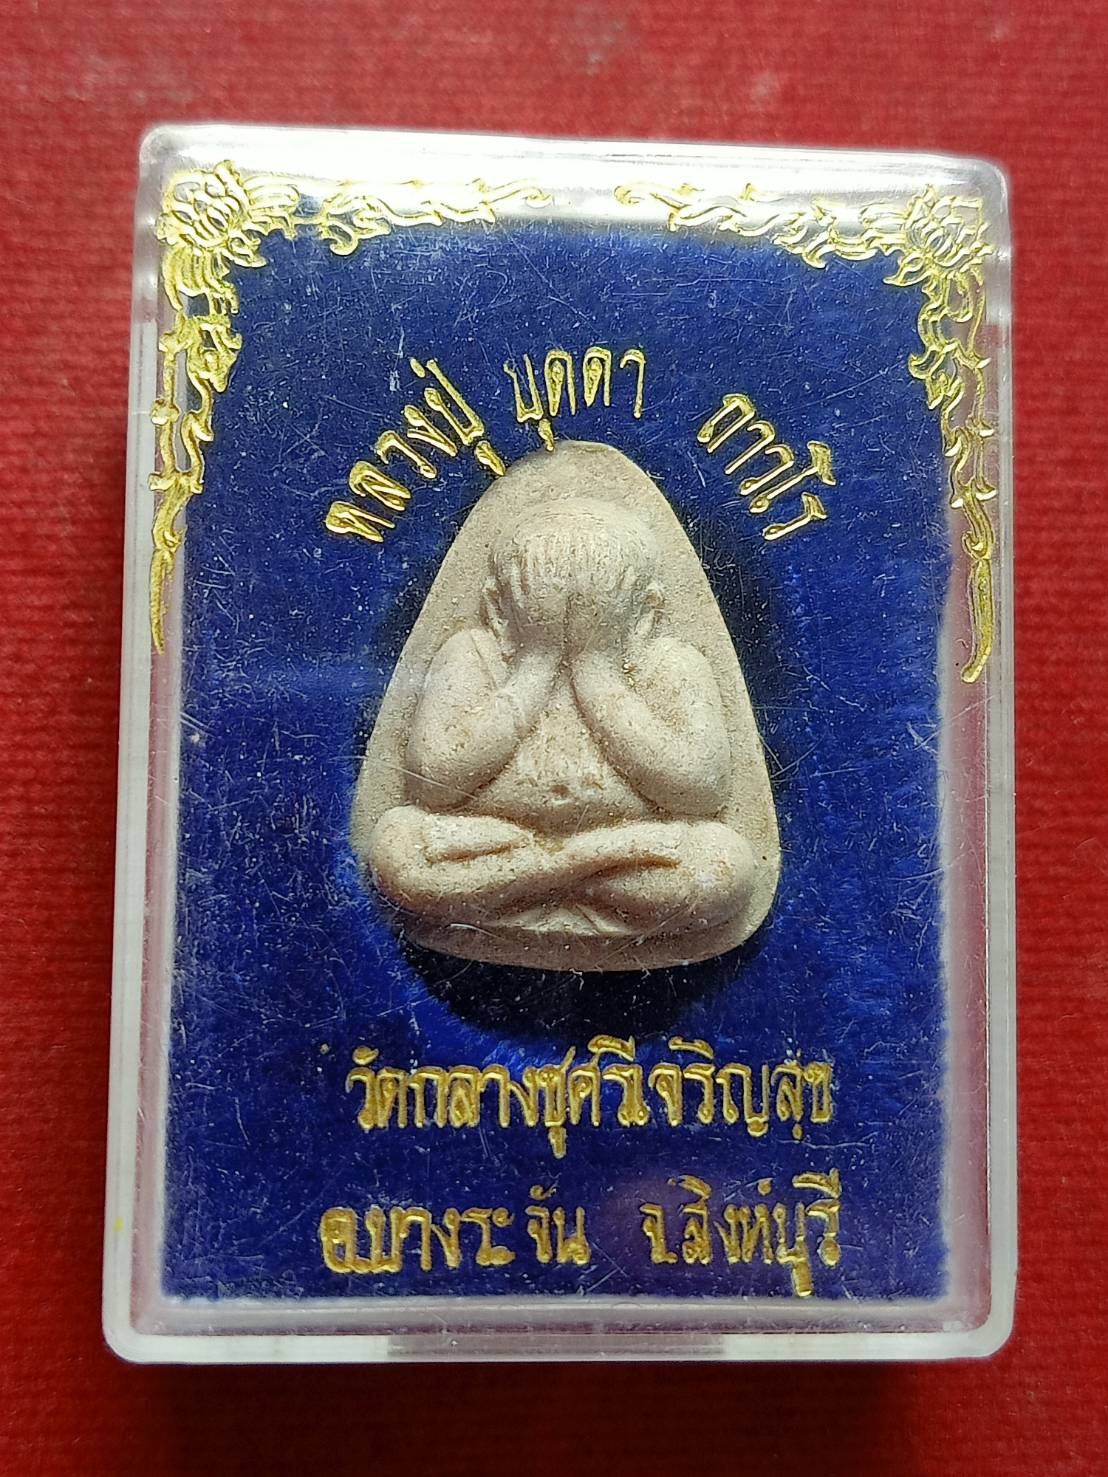 หลวงปู่ บุดดา ถาวโร
วัดกลางชูศรีเจริญสุข
อ.บางระจัน จ.สิงห์บุรี